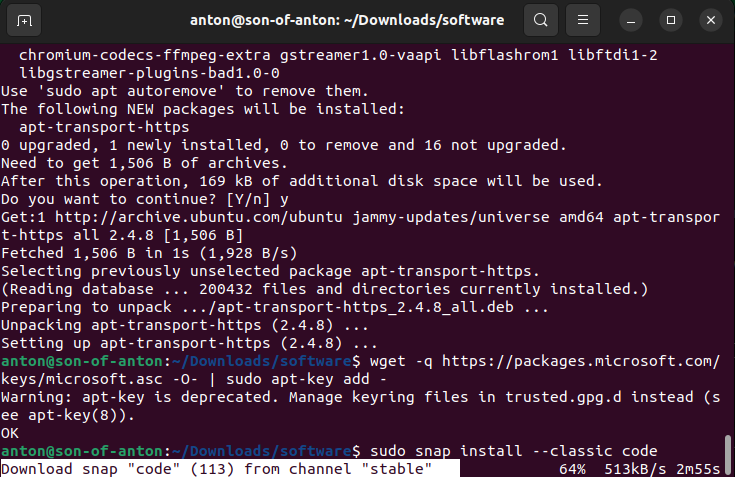 anton@son-of-anton: ~/Downloads/software
chromium-codecs-ffmpeg-extra gstreamer1.0-vaapi libflashrom1 libftdi1-2
libgstreamer-plugins-bad1.0-0
Use 'sudo apt autoremove' to remove them.
The following NEW packages will be installed:
apt-transport-https
0 upgraded, 1 newly installed, 0 to remove and 16 not upgraded.
Need to get 1,506 B of archives.
After this operation, 169 kB of additional disk space will be used.
Do you want to continue? [Y/n] y
Get:1 http://archive.ubuntu.com/ubuntu jammy-updates/universe amd64 apt-transpor
t-https all 2.4.8 [1,506 B]
Fetched 1,506 B in 1s (1,928 B/s)
Selecting previously unselected package apt-transport-https.
(Reading database ... 200432 files and directories currently installed.)
Preparing to unpack .../apt-transport-https_2.4.8_all.deb ...
Unpacking apt-transport-https (2.4.8) ...
Setting up apt-transport-https (2.4.8) ...
anton@son-of-anton:~/Downloads/software$ wget -q https://packages.microsoft.com/
keys/microsoft.asc -O- | sudo apt-key add -
Warning: apt-key is deprecated. Manage keyring files in trusted.gpg.d instead (s
ee apt-key(8)).
OK
anton@son-of-anton:~/Downloads/software$ sudo snap install --classic code
Download snap "code" (113) from channel "stable" 64% 513kB/s 2m55s